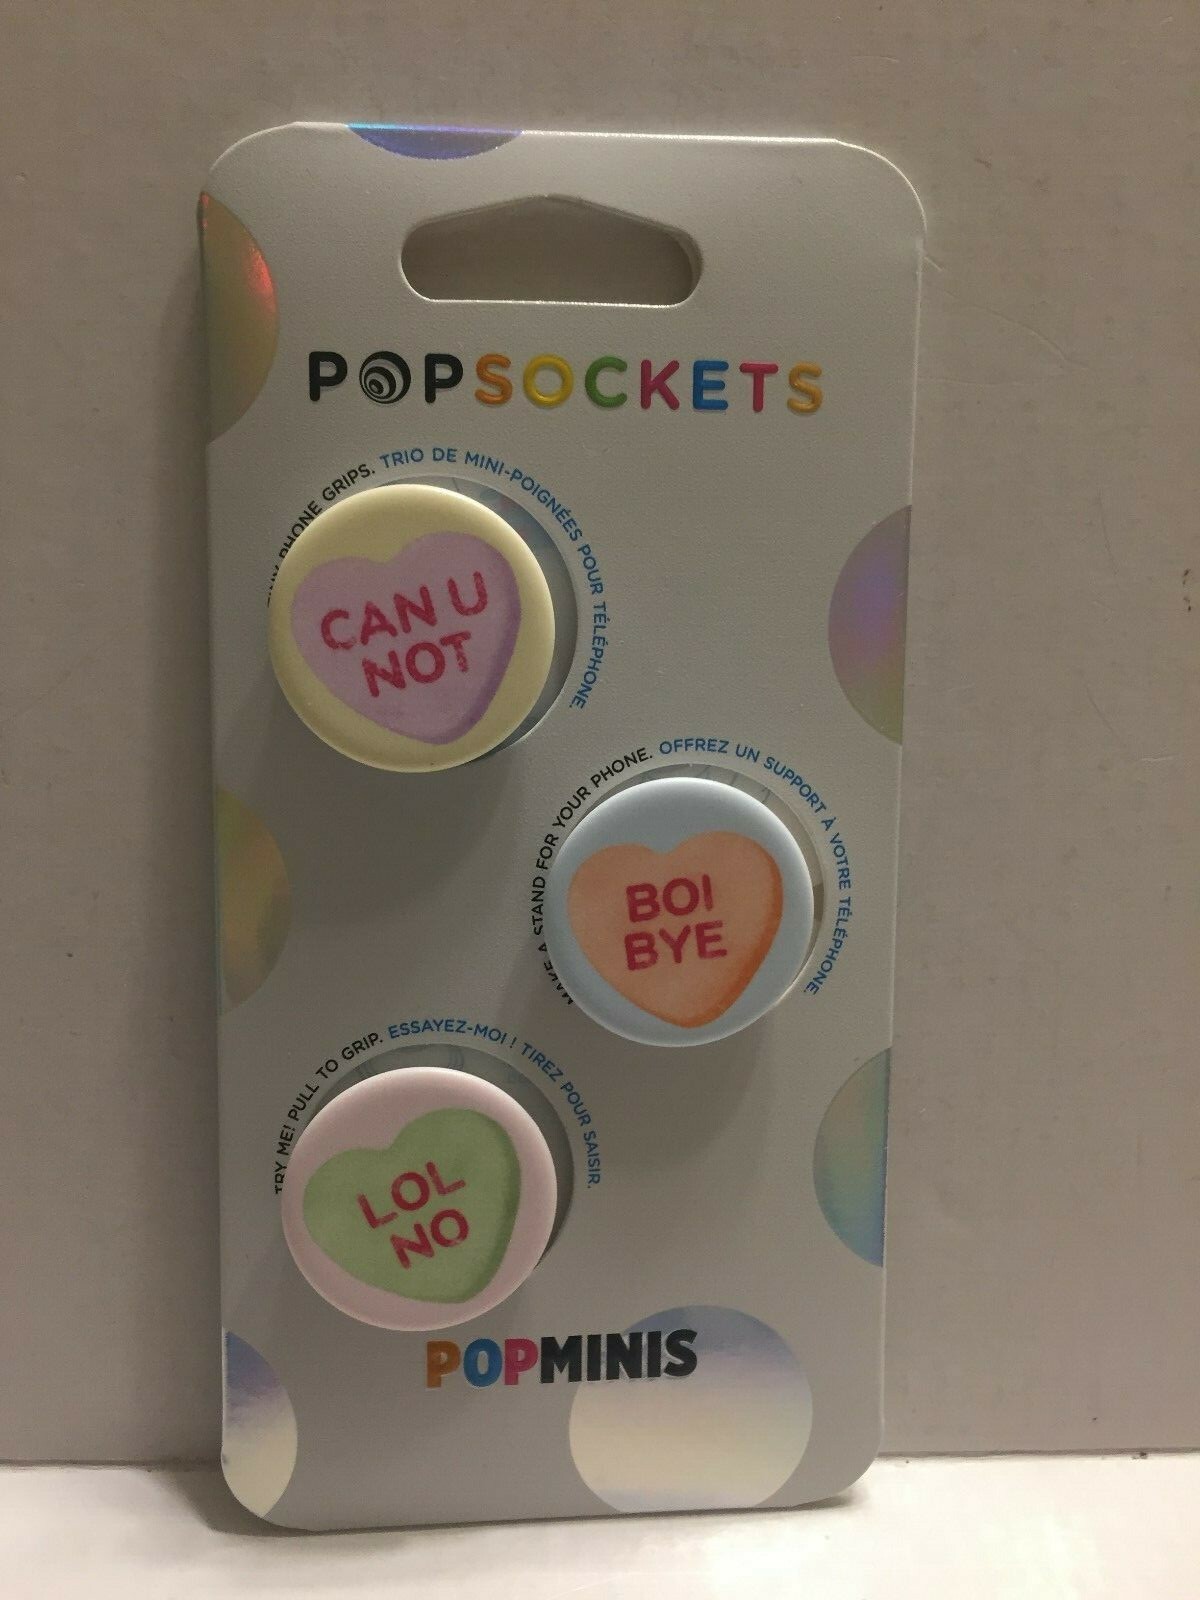 POPSOCKETS
PHONE GRIPS. TRIO DE MINI-POIGNÉES POUR TÉLÉPHONE.
CAN U
NOT
MAKE A STAND FOR YOUR PHONE. OFFREZ UN SUPPORT À VOTRE TÉLÉPHONE.
BOI
BYE
TRY ME! PULL TO GRIP. ESSAYEZ-MOI ! TIREZ POUR SAISIR.
LOL
NO
POPMINIS